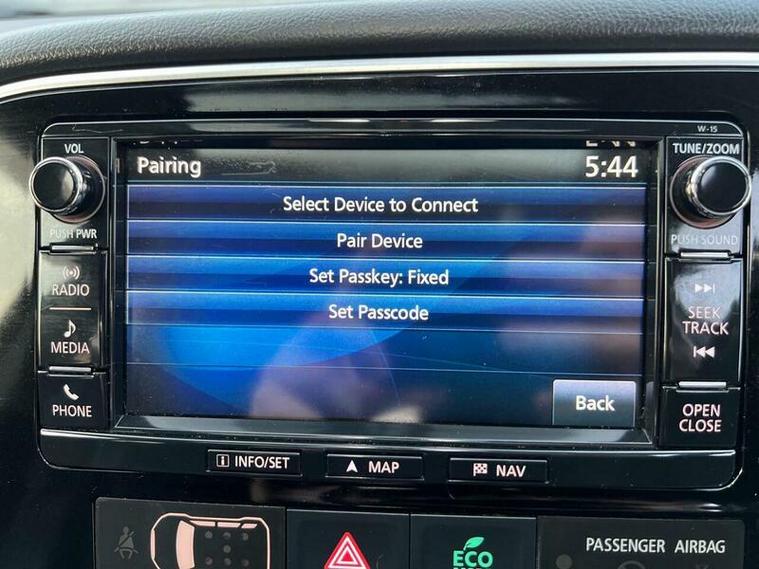 W-15
VOL
TUNE/ZOOM
Pairing
5:44
Select Device to Connect
PUSH PWR
Pair Device
PUSH SOUND
Set Passkey: Fixed
RADIO
Set Passcode
SEEK
TRACK
MEDIA
Back
PHONE
OPEN
CLOSE
i INFO/SET
MAP
NAV
ECO
PASSENGER AIRBAG